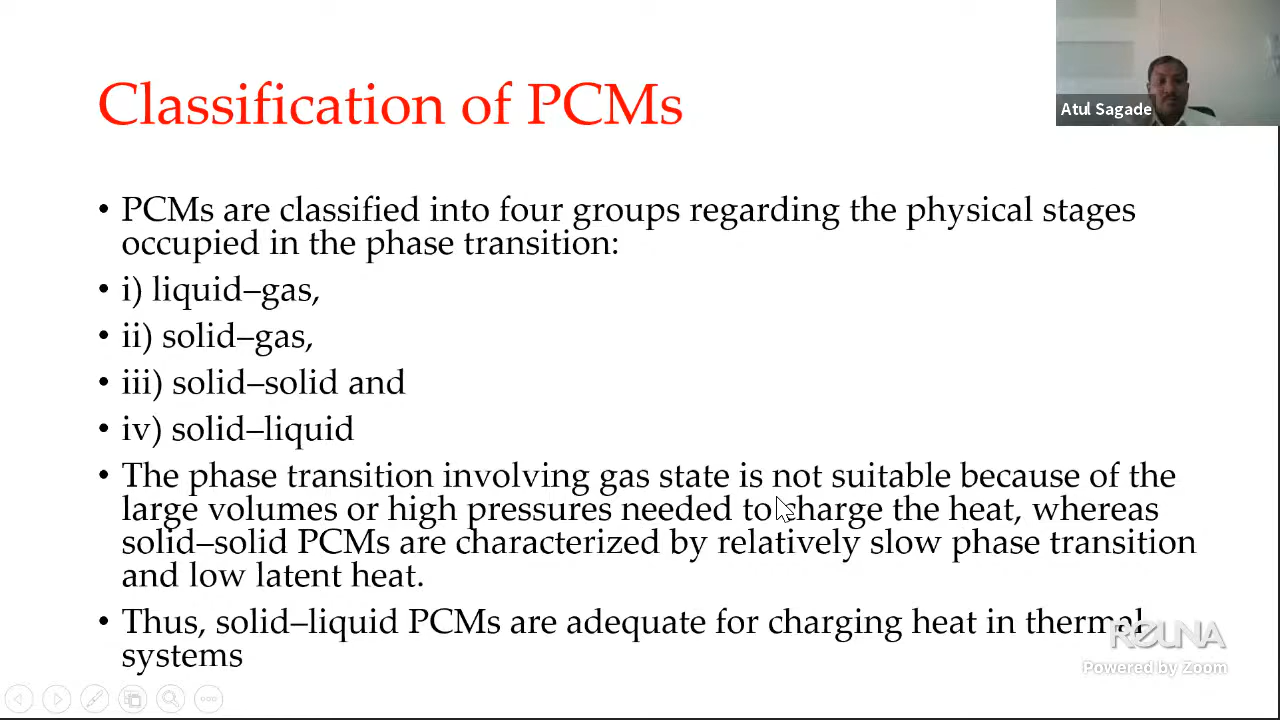 Classification of PCMs
Atul Sagade
• PCMs are classified into four groups regarding the physical stages
occupied in the phase transition:
• i) liquid–gas,
• ii) solid–gas,
• iii) solid–solid and
• iv) solid–liquid
• The phase transition involving gas state is not suitable because of the
large volumes or high pressures needed to charge the heat, whereas
solid–solid PCMs are characterized by relatively slow phase transition
and low latent heat.
• Thus, solid–liquid PCMs are adequate for charging heat in thermal
systems
REUNA
Powered by Zoom